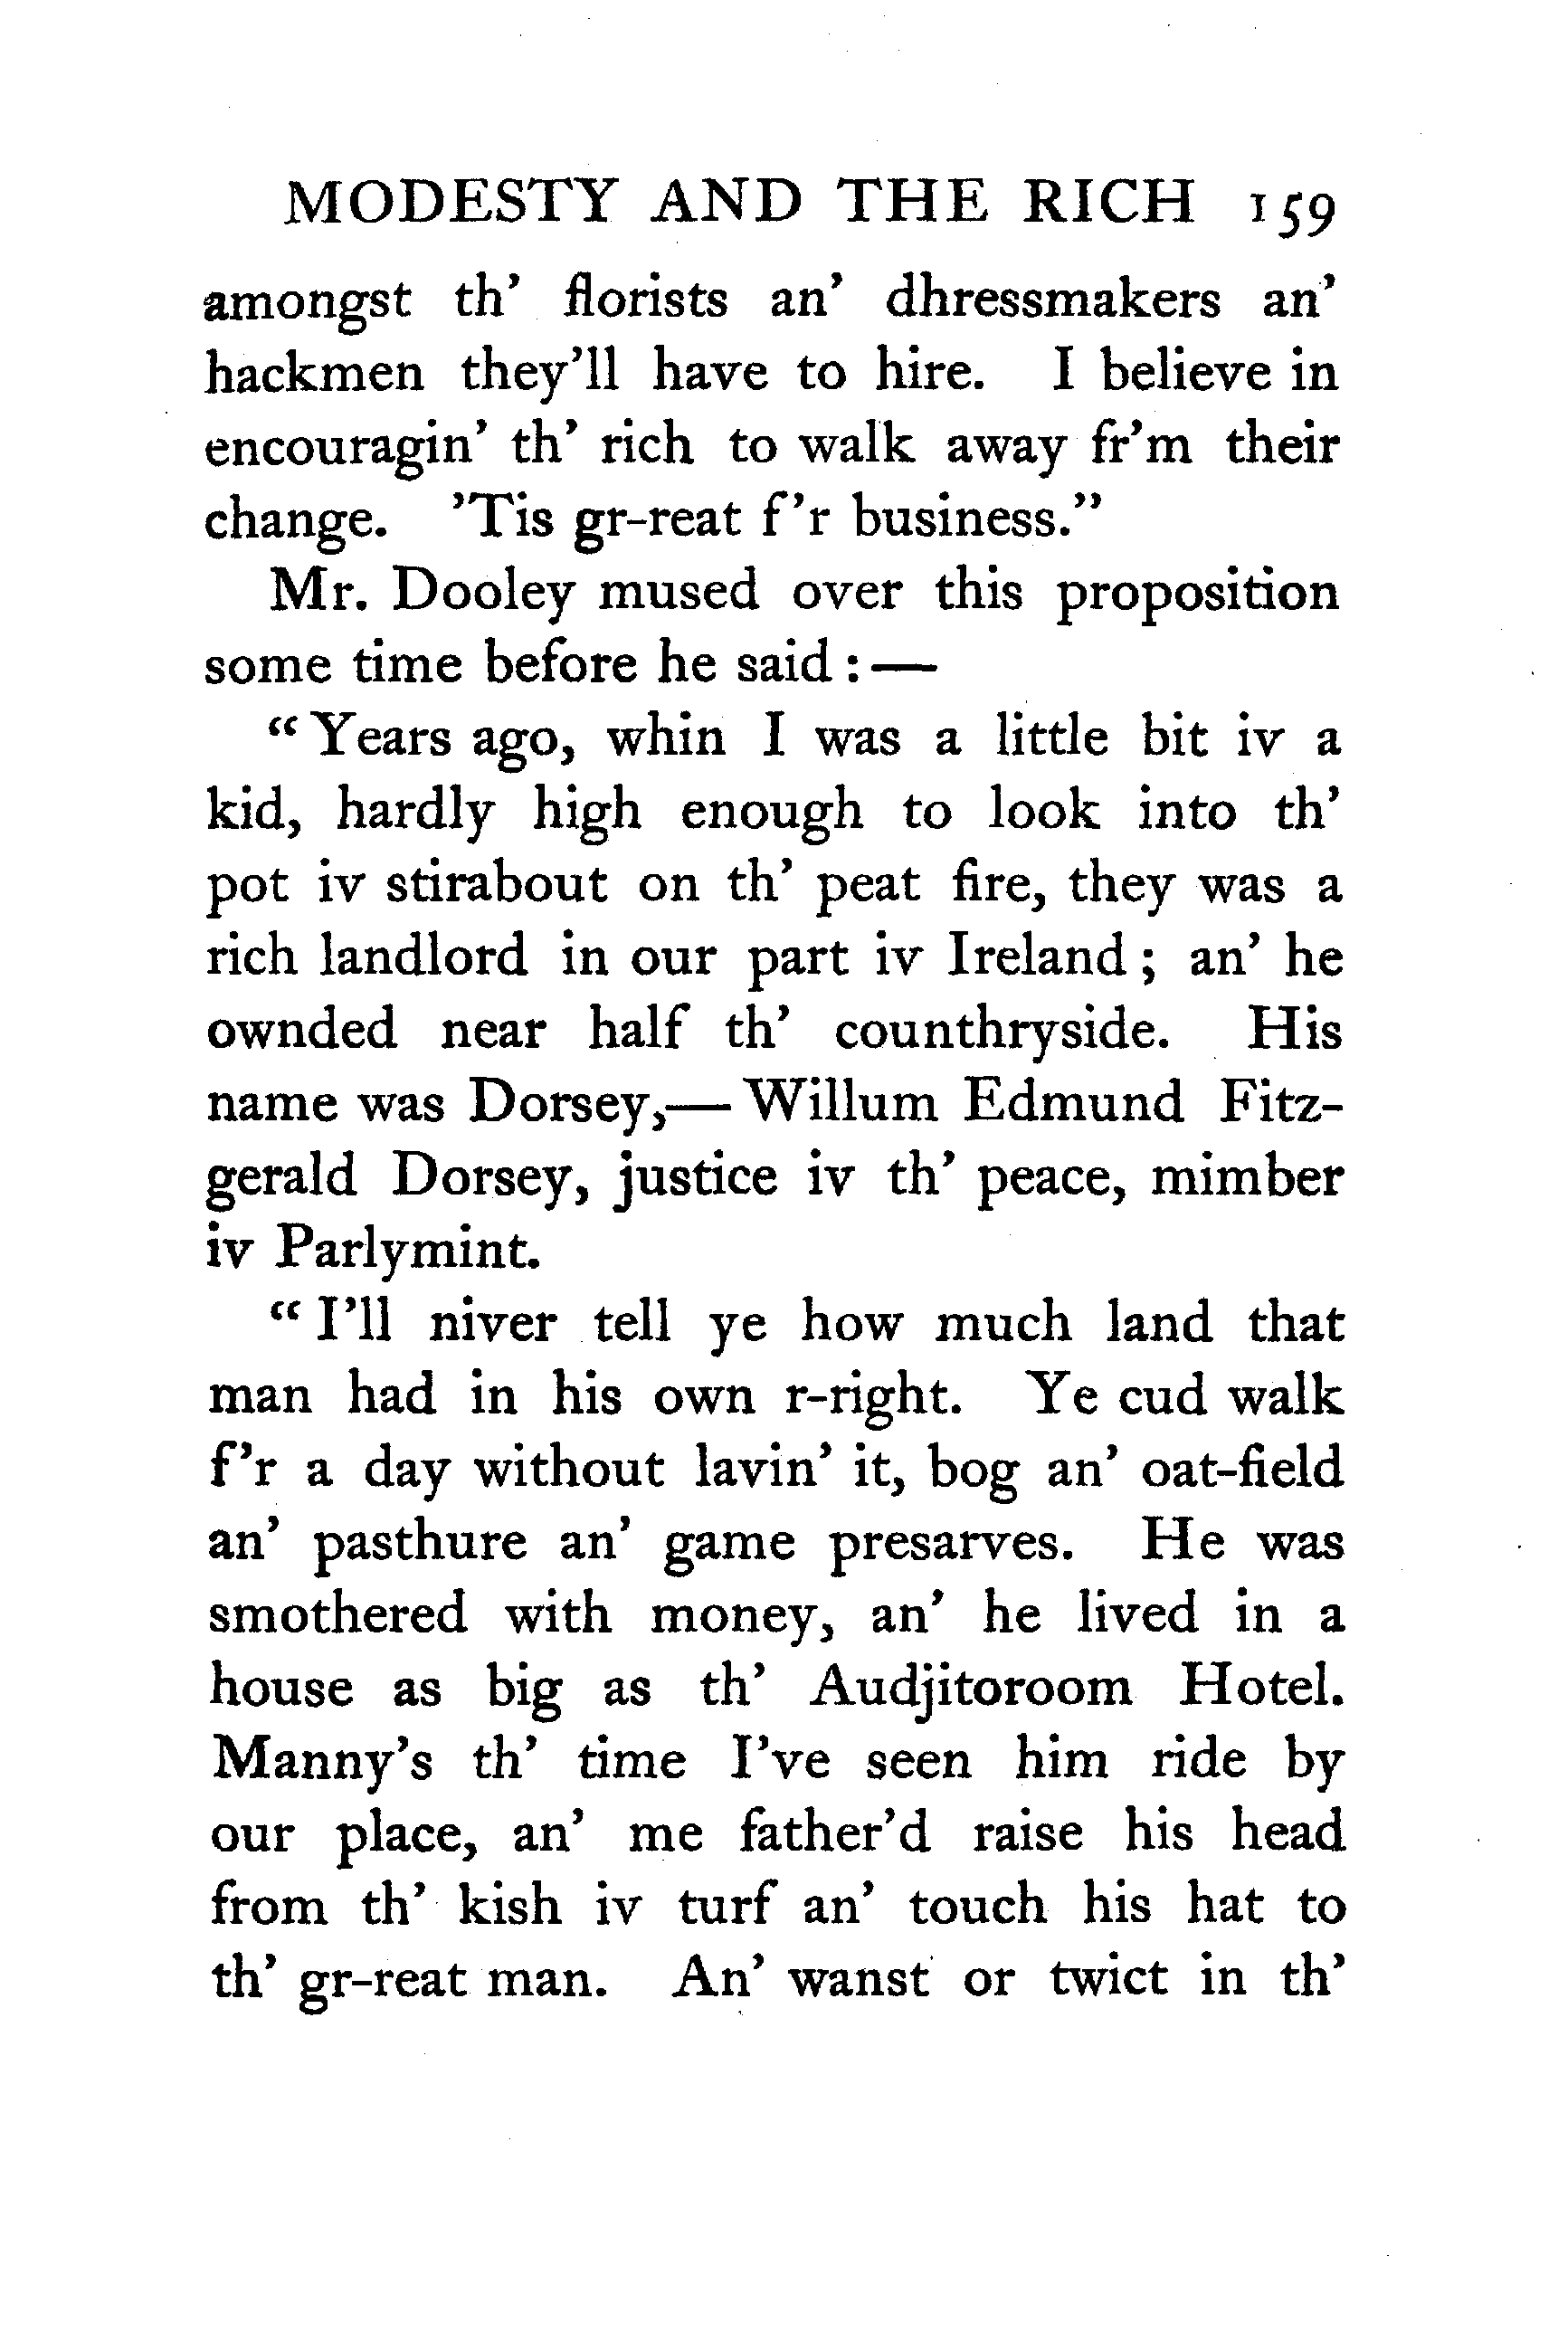 MODESTY AND THE RICH 159
amongst th' florists an' dhressmakers an'
hackmen they'll have to hire. I believe in
encouragin' th' rich to walk away fr'm their
change. 'Tis gr-reat f'r business."
Mr. Dooley mused over this proposition
some time before he said :—
"Years ago, whin I was a little bit iv a
kid, hardly high enough to look into th'
pot iv stirabout on th' peat fire, they was a
rich landlord in our part iv Ireland; an' he
ownded near half th' counthryside. His
name was Dorsey,—Willum Edmund Fitz-
gerald Dorsey, justice iv th' peace, mimber
iv Parlymint.
"I'll niver tell ye how much land that
man had in his own r-right. Ye cud walk
f'r a day without lavin' it, bog an' oat-field
an' pasthure an' game presarves. He was
smothered with money, an' he lived in a
house as big as th' Audjitoroom Hotel.
Manny's th' time I've seen him ride by
our place, an' me father'd raise his head
from th' kish iv turf an' touch his hat to
th' gr-reat man. An' wanst or twict in th'